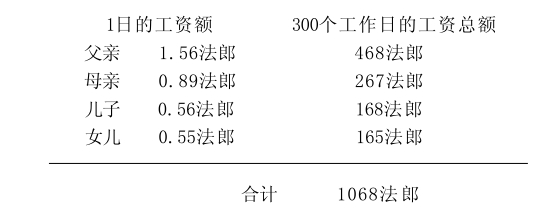 1日的工资额 300个工作日的工资总额
父亲 1.56法郎 468法郎
母亲 0.89法郎 267法郎
儿子 0.56法郎 168法郎
女儿 0.55法郎 165法郎
合计 1068法郎